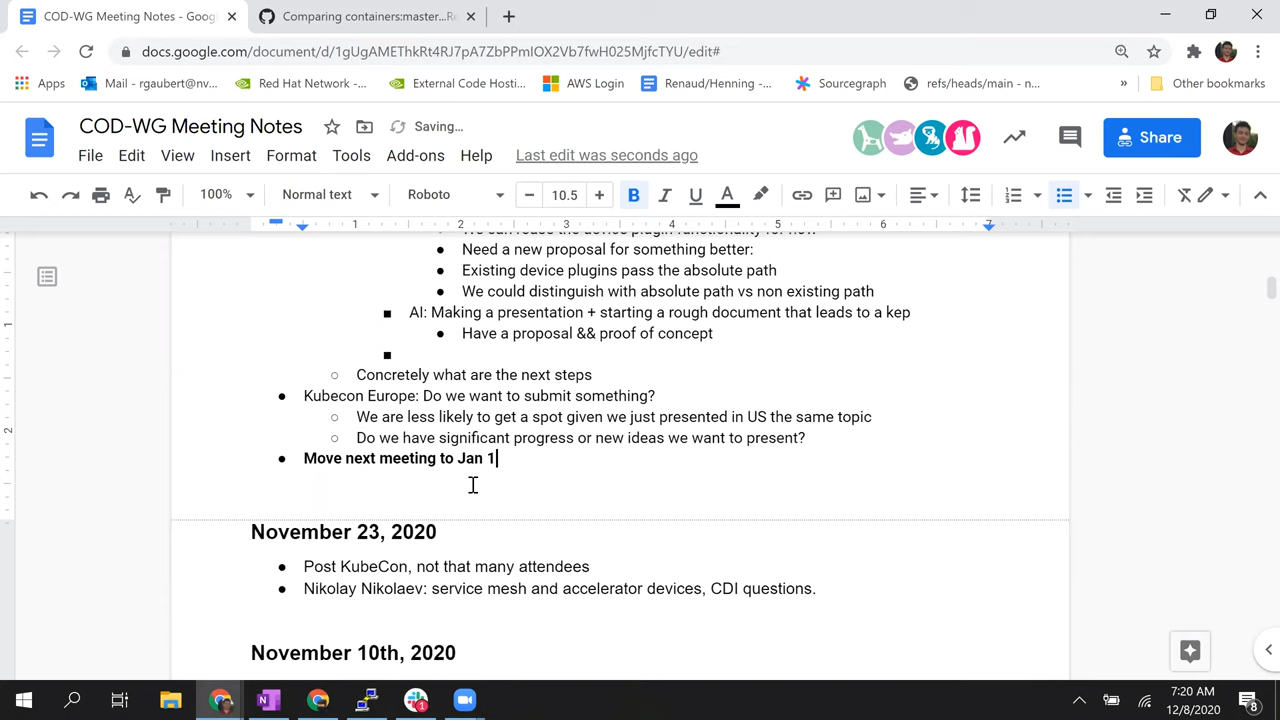 COD-WG Meeting Notes - Goog
Comparing containers:master...Re
docs.google.com/document/d/1gUgAMEThkRt4RJ7pA7ZbPPmIOX2Vb7fwH025MjfcTYU/edit#
Apps
Mail - rgaubert@nv...
Red Hat Network -...
External Code Hosti...
AWS Login
Renaud/Henning -...
Sourcegraph
refs/heads/main - n...
»
Other bookmarks
COD-WG Meeting Notes
Saving...
Share
File Edit View Insert Format Tools Add-ons Help Last edit was seconds ago
100% Normal text Roboto 10.5 B I U A
1 2 3 4 5 6 7
Need a new proposal for something better:
Existing device plugins pass the absolute path
We could distinguish with absolute path vs non existing path
AI: Making a presentation + starting a rough document that leads to a kep
Have a proposal && proof of concept
Concretely what are the next steps
Kubecon Europe: Do we want to submit something?
We are less likely to get a spot given we just presented in US the same topic
Do we have significant progress or new ideas we want to present?
Move next meeting to Jan 1
November 23, 2020
Post KubeCon, not that many attendees
Nikolay Nikolaev: service mesh and accelerator devices, CDI questions.
November 10th, 2020
7:20 AM
12/8/2020
8